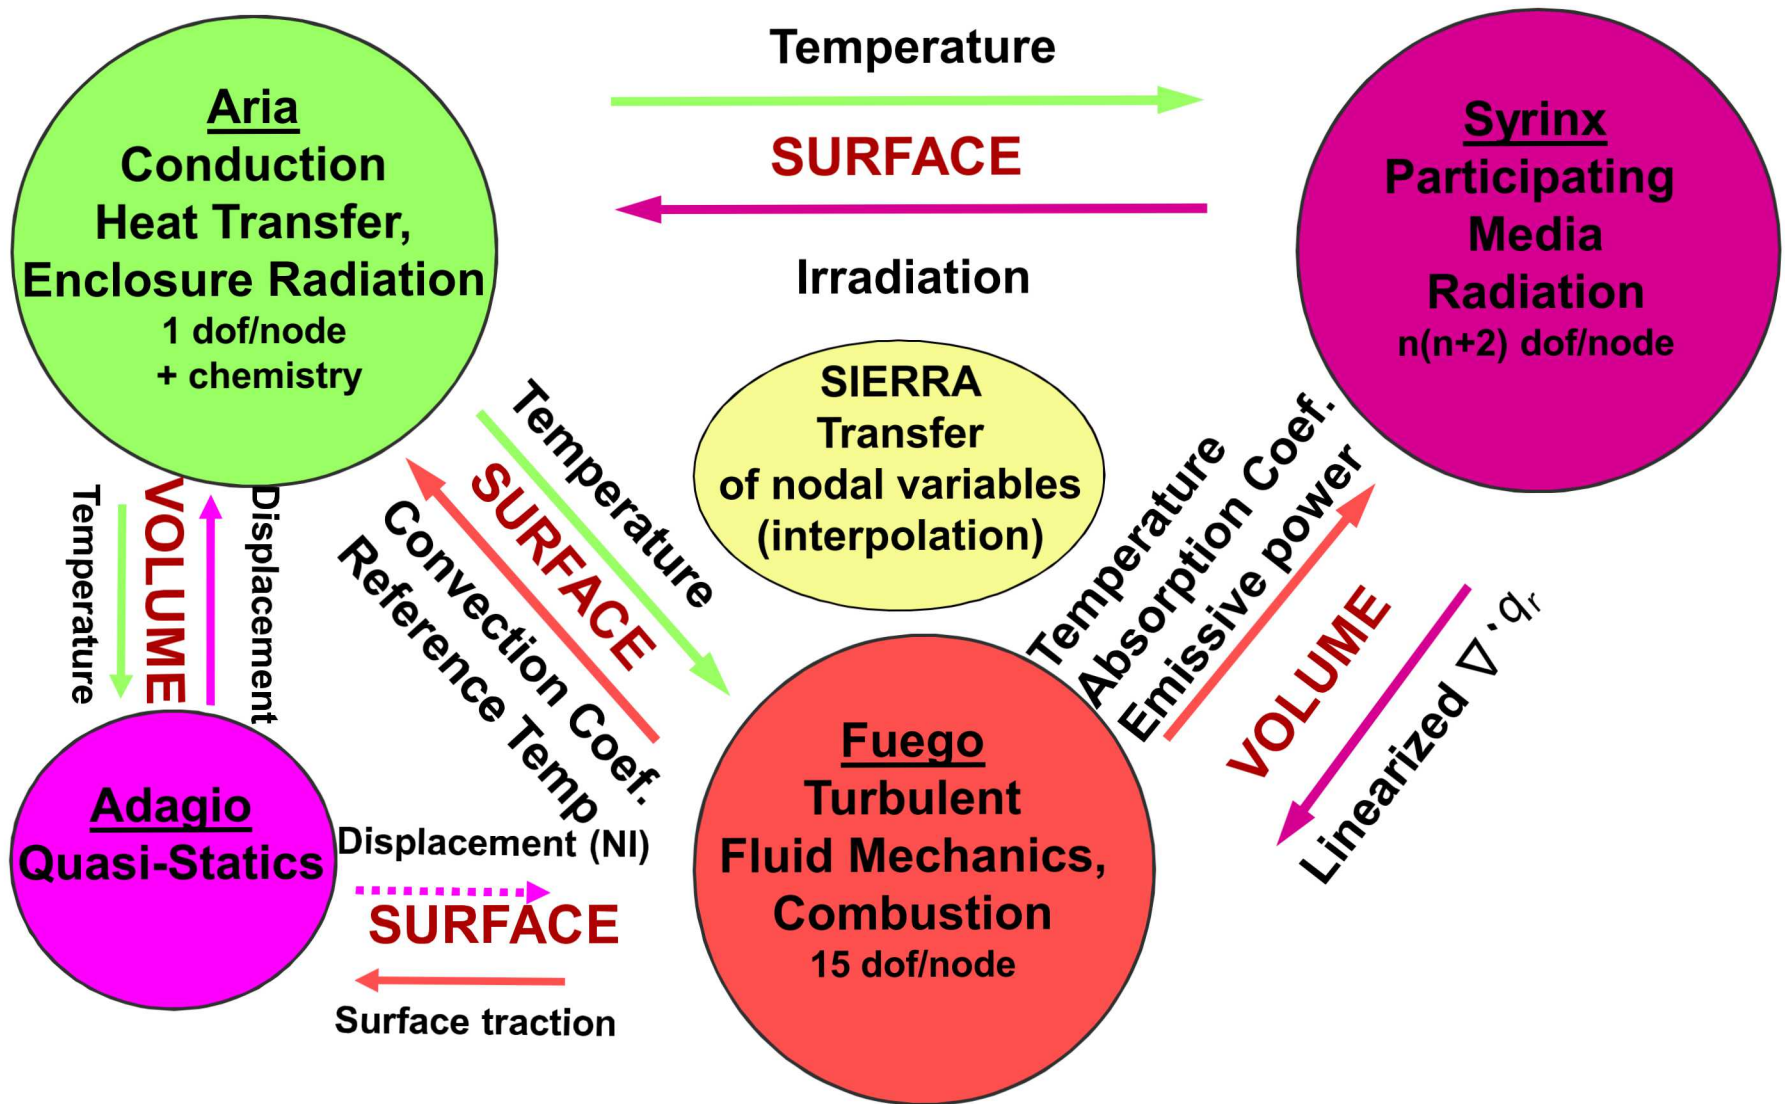 Aria
Conduction
Heat Transfer,
Enclosure Radiation
1 dof/node
+ chemistry
Temperature
SURFACE
Irradiation
Syrinx
Participating
Media
Radiation
n(n+2) dof/node
SIERRA
Transfer
of nodal variables
(interpolation)
Temperature
VOLUME
Displacement
Temperature
SURFACE
Convection Coef.
Reference Temp
Temperature
Absorption Coef.
Emissive power
VOLUME
Linearized ∇·qᵣ
Adagio
Quasi-Statics
Displacement (NI)
SURFACE
Surface traction
Fuego
Turbulent
Fluid Mechanics,
Combustion
15 dof/node